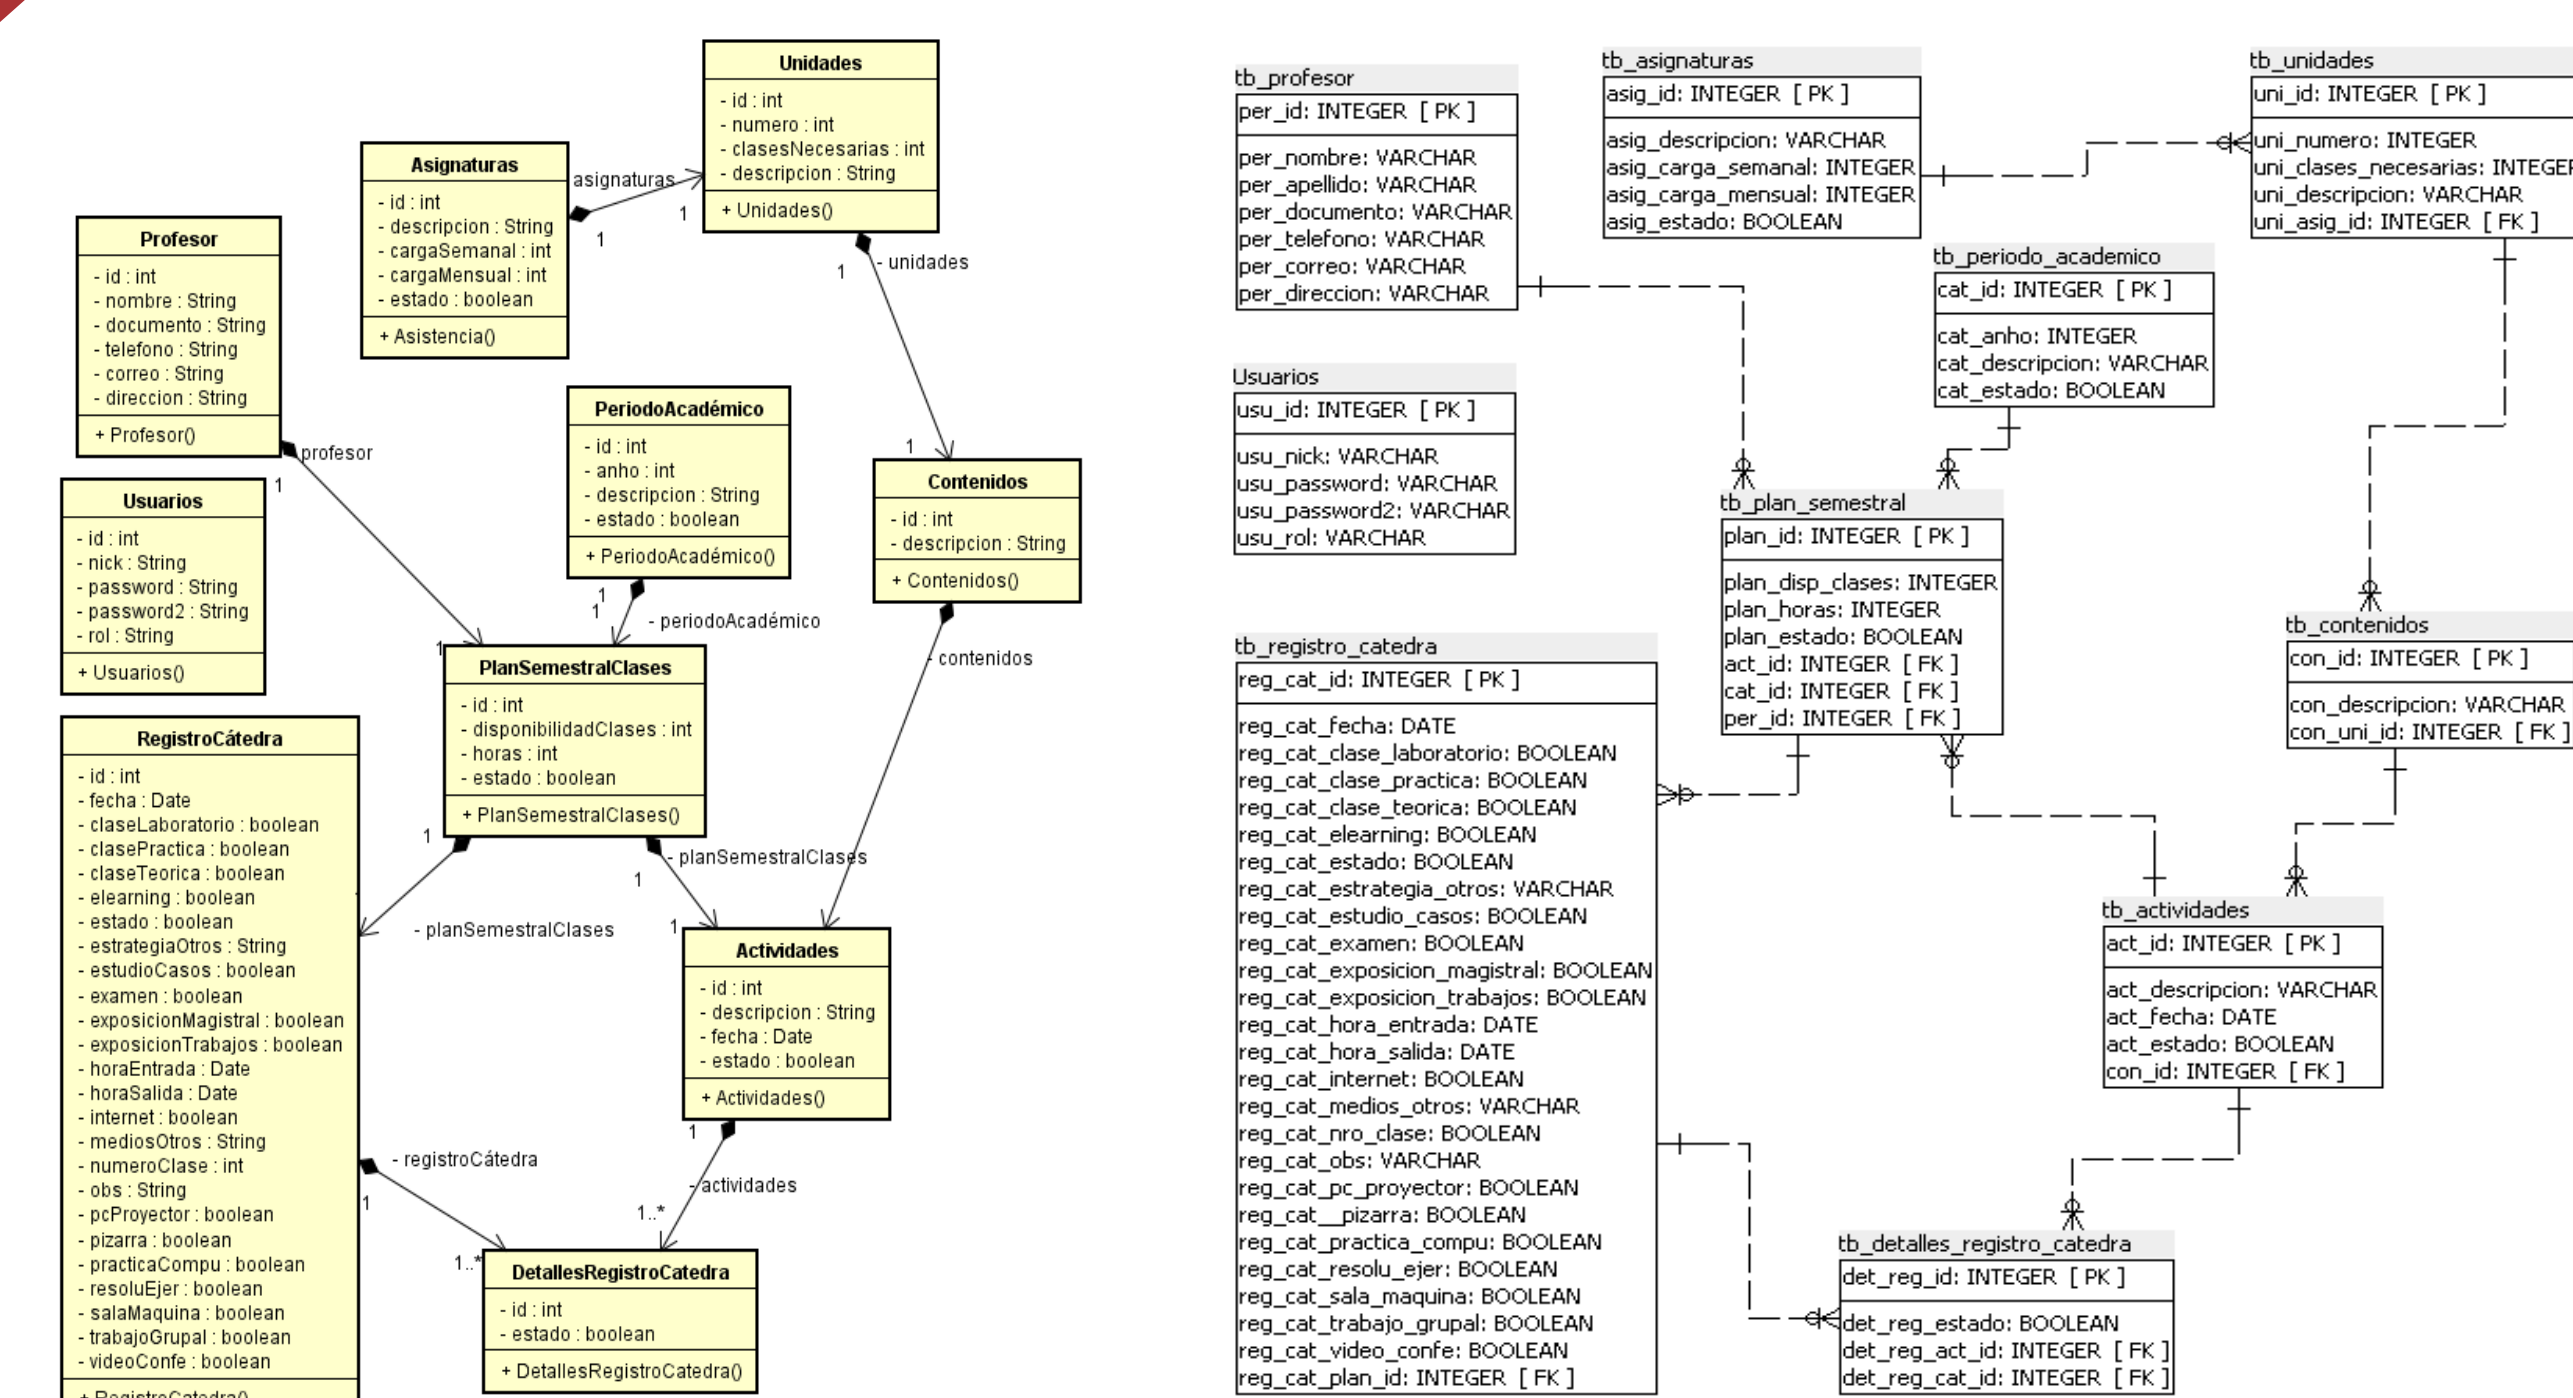 Unidades
- id : int
- numero : int
- clasesNecesarias : int
- descripcion : String
+ Unidades()
Asignaturas
- id : int
- descripcion : String
- cargaSemanal : int
- cargaMensual : int
- estado : boolean
+ Asistencia()
asignaturas
1
1
Profesor
- id : int
- nombre : String
- documento : String
- telefono : String
- correo : String
- direccion : String
+ Profesor()
profesor
1
1
- unidades
1
1
PeriodoAcadémico
- id : int
- anho : int
- descripcion : String
- estado : boolean
+ PeriodoAcadémico()
1
1
- periodoAcadémico
Contenidos
- id : int
- descripcion : String
+ Contenidos()
- contenidos
Usuarios
- id : int
- nick : String
- password : String
- password2 : String
- rol : String
+ Usuarios()
PlanSemestralClases
- id : int
- disponibilidadClases : int
- horas : int
- estado : boolean
+ PlanSemestralClases()
1
- planSemestralClases
- planSemestralClases
1
1
RegistroCátedra
- id : int
- fecha : Date
- claseLaboratorio : boolean
- clasePractica : boolean
- claseTeorica : boolean
- elearning : boolean
- estado : boolean
- estrategiaOtros : String
- estudioCasos : boolean
- examen : boolean
- exposicionMagistral : boolean
- exposicionTrabajos : boolean
- horaEntrada : Date
- horaSalida : Date
- internet : boolean
- mediosOtros : String
- numeroClase : int
- obs : String
- pcProyector : boolean
- pizarra : boolean
- practicaCompu : boolean
- resoluEjer : boolean
- salaMaquina : boolean
- trabajoGrupal : boolean
- videoConfe : boolean
+ RegistroCatedra()
Actividades
- id : int
- descripcion : String
- fecha : Date
- estado : boolean
+ Actividades()
1
- actividades
1..*
- registroCátedra
1
1..*
DetallesRegistroCatedra
- id : int
- estado : boolean
+ DetallesRegistroCatedra()
tb_profesor
per_id: INTEGER [ PK ]
per_nombre: VARCHAR
per_apellido: VARCHAR
per_documento: VARCHAR
per_telefono: VARCHAR
per_correo: VARCHAR
per_direccion: VARCHAR
tb_asignaturas
asig_id: INTEGER [ PK ]
asig_descripcion: VARCHAR
asig_carga_semanal: INTEGER
asig_carga_mensual: INTEGER
asig_estado: BOOLEAN
tb_unidades
uni_id: INTEGER [ PK ]
uni_numero: INTEGER
uni_clases_necesarias: INTEGER
uni_descripcion: VARCHAR
uni_asig_id: INTEGER [ FK ]
tb_periodo_academico
cat_id: INTEGER [ PK ]
cat_anho: INTEGER
cat_descripcion: VARCHAR
cat_estado: BOOLEAN
Usuarios
usu_id: INTEGER [ PK ]
usu_nick: VARCHAR
usu_password: VARCHAR
usu_password2: VARCHAR
usu_rol: VARCHAR
tb_plan_semestral
plan_id: INTEGER [ PK ]
plan_disp_clases: INTEGER
plan_horas: INTEGER
plan_estado: BOOLEAN
act_id: INTEGER [ FK ]
cat_id: INTEGER [ FK ]
per_id: INTEGER [ FK ]
tb_contenidos
con_id: INTEGER [ PK ]
con_descripcion: VARCHAR
con_uni_id: INTEGER [ FK ]
tb_registro_catedra
reg_cat_id: INTEGER [ PK ]
reg_cat_fecha: DATE
reg_cat_clase_laboratorio: BOOLEAN
reg_cat_clase_practica: BOOLEAN
reg_cat_clase_teorica: BOOLEAN
reg_cat_elearning: BOOLEAN
reg_cat_estado: BOOLEAN
reg_cat_estrategia_otros: VARCHAR
reg_cat_estudio_casos: BOOLEAN
reg_cat_examen: BOOLEAN
reg_cat_exposicion_magistral: BOOLEAN
reg_cat_exposicion_trabajos: BOOLEAN
reg_cat_hora_entrada: DATE
reg_cat_hora_salida: DATE
reg_cat_internet: BOOLEAN
reg_cat_medios_otros: VARCHAR
reg_cat_nro_clase: BOOLEAN
reg_cat_obs: VARCHAR
reg_cat_pc_proyector: BOOLEAN
reg_cat__pizarra: BOOLEAN
reg_cat_practica_compu: BOOLEAN
reg_cat_resolu_ejer: BOOLEAN
reg_cat_sala_maquina: BOOLEAN
reg_cat_trabajo_grupal: BOOLEAN
reg_cat_video_confe: BOOLEAN
reg_cat_plan_id: INTEGER [ FK ]
tb_actividades
act_id: INTEGER [ PK ]
act_descripcion: VARCHAR
act_fecha: DATE
act_estado: BOOLEAN
con_id: INTEGER [ FK ]
tb_detalles_registro_catedra
det_reg_id: INTEGER [ PK ]
det_reg_estado: BOOLEAN
det_reg_act_id: INTEGER [ FK ]
det_reg_cat_id: INTEGER [ FK ]